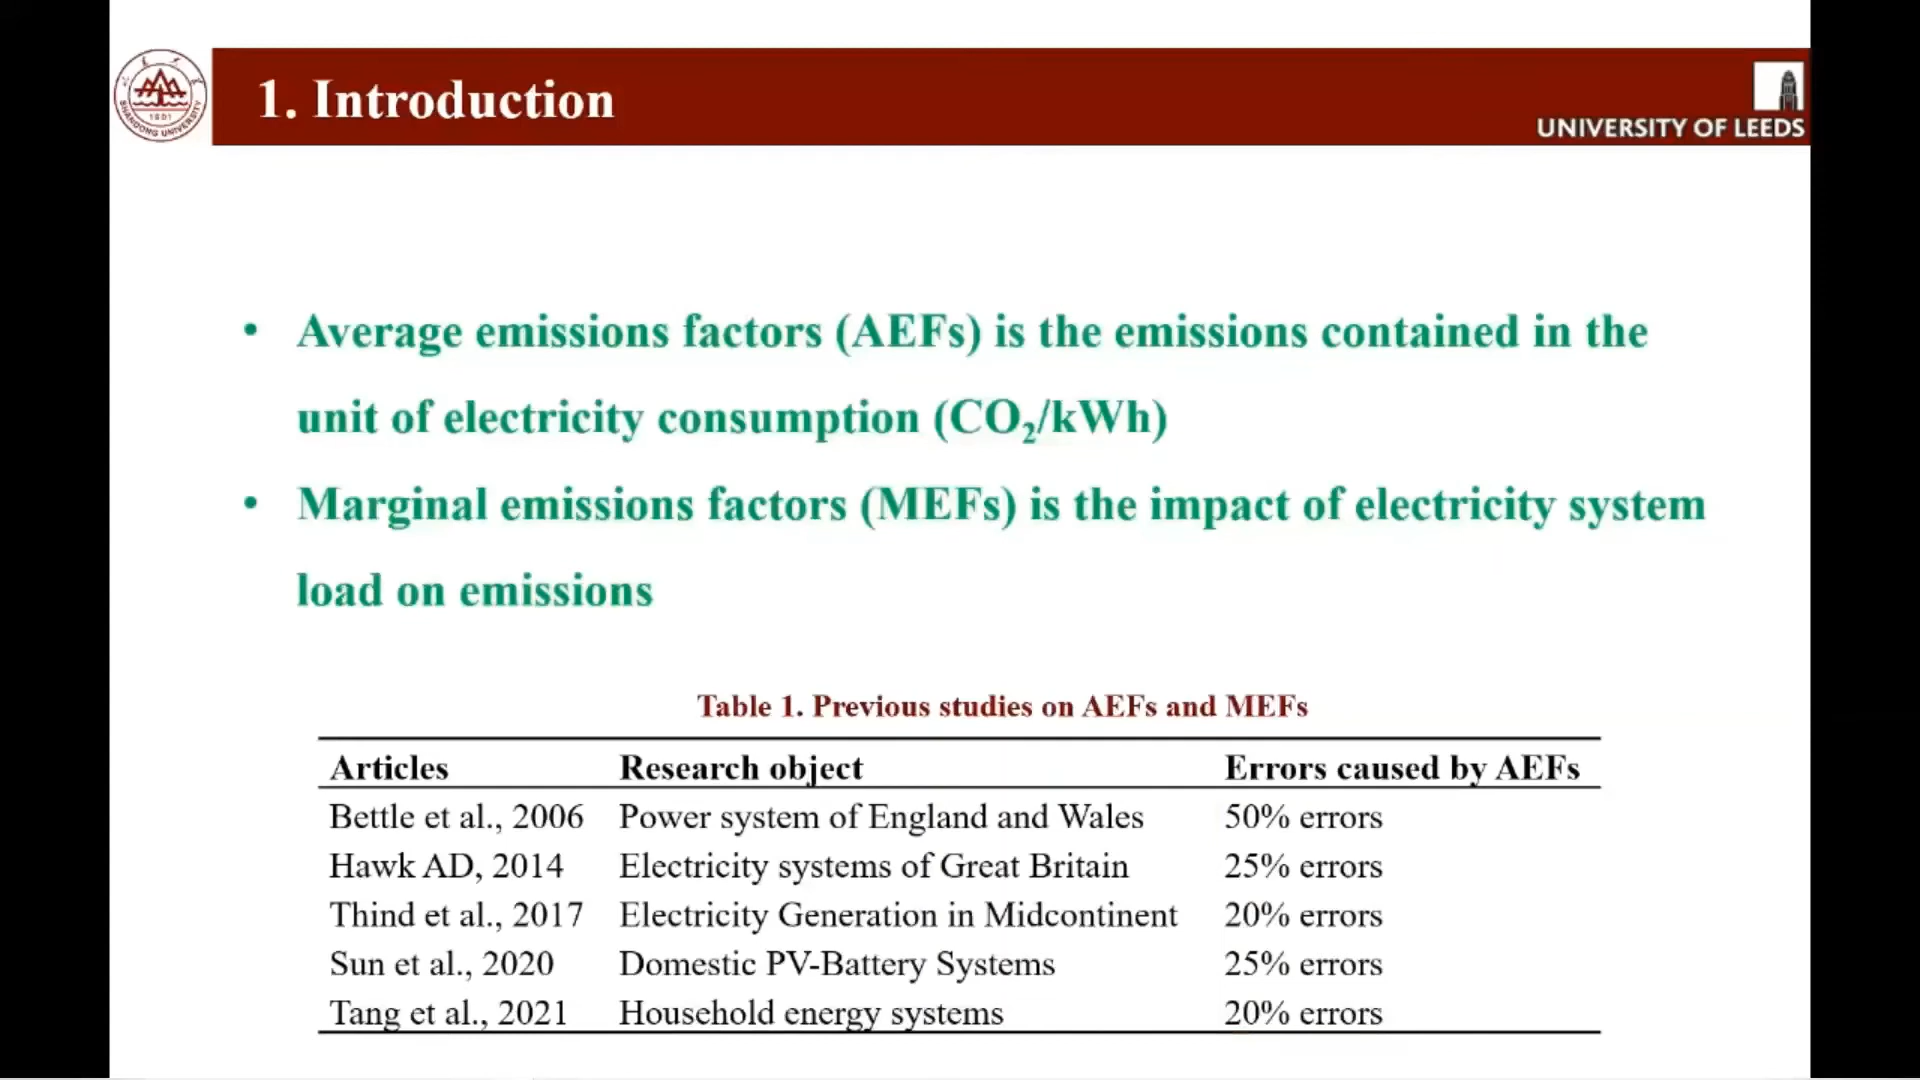 SHANDONG UNIVERSITY
1901
1. Introduction
UNIVERSITY OF LEEDS
• Average emissions factors (AEFs) is the emissions contained in the
unit of electricity consumption (CO₂/kWh)
• Marginal emissions factors (MEFs) is the impact of electricity system
load on emissions
Table 1. Previous studies on AEFs and MEFs
Articles Research object Errors caused by AEFs
Bettle et al., 2006 Power system of England and Wales 50% errors
Hawk AD, 2014 Electricity systems of Great Britain 25% errors
Thind et al., 2017 Electricity Generation in Midcontinent 20% errors
Sun et al., 2020 Domestic PV-Battery Systems 25% errors
Tang et al., 2021 Household energy systems 20% errors